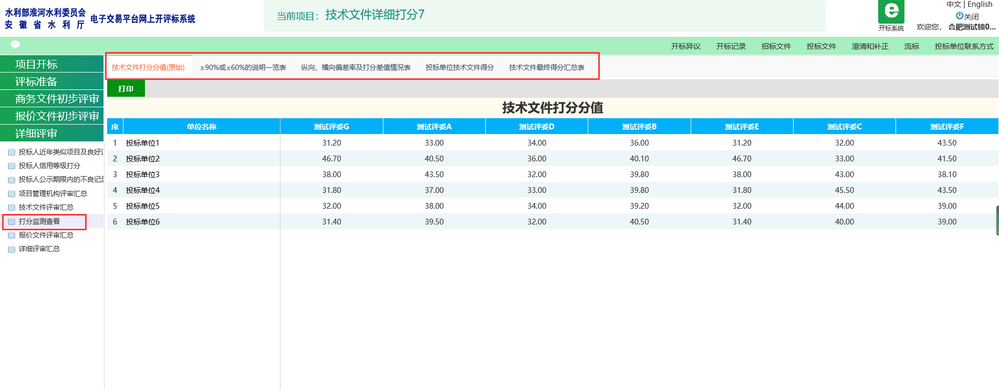 水利部淮河水利委员会
安徽省水利厅
电子交易平台网上开评标系统
当前项目：技术文件详细打分7
开标系统
中文 | English
关闭
欢迎您， 合肥测试锁0...
开标异议 开标记录 招标文件 投标文件 澄清和补正 流标 投标单位联系方式
项目开标
评标准备
商务文件初步评审
报价文件初步评审
详细评审
投标人近年类似项目及良好
投标人信用等级打分
投标人公示期限内的不良记录
项目管理机构评审汇总
技术文件评审汇总
打分监测查看
报价文件评审汇总
详细评审汇总
技术文件打分分值(原始) ≥90%或≤60%的说明一览表 纵向、横向偏差率及打分差值情况表 投标单位技术文件得分 技术文件最终得分汇总表
打印
技术文件打分分值
序 单位名称 测试评委G 测试评委A 测试评委D 测试评委B 测试评委E 测试评委C 测试评委F
1 投标单位1 31.20 33.00 34.00 36.00 31.20 32.00 43.50
2 投标单位2 46.70 40.50 36.00 40.10 46.70 33.00 41.50
3 投标单位3 38.00 43.50 32.00 39.80 38.00 43.00 38.10
4 投标单位4 31.80 37.00 33.00 39.80 31.80 45.50 43.50
5 投标单位5 32.00 38.00 34.00 39.20 32.00 44.00 39.00
6 投标单位6 31.40 39.50 32.00 40.50 31.40 40.00 39.00